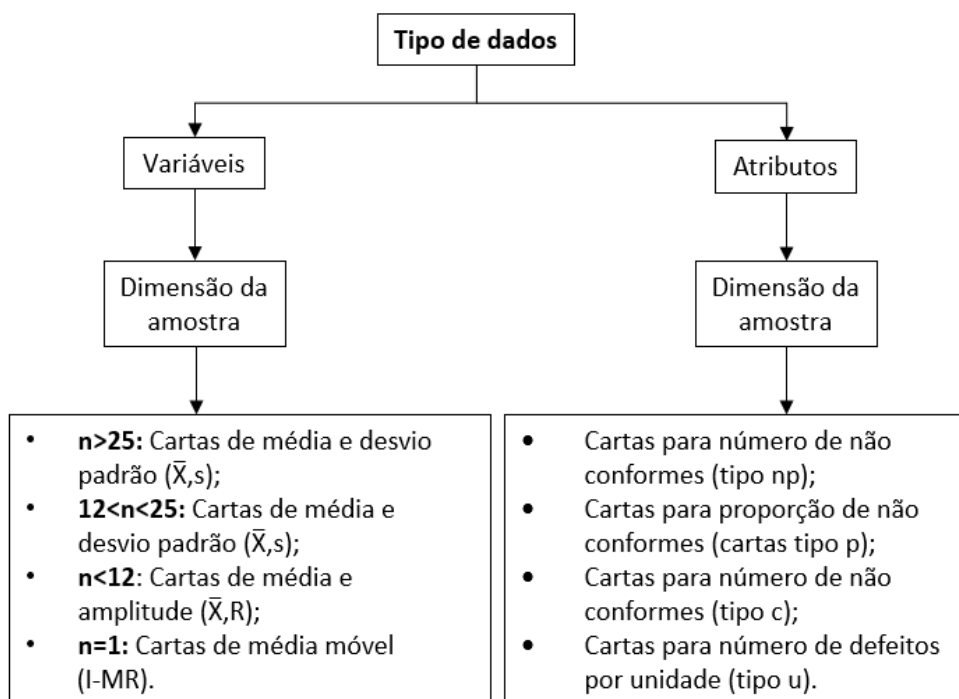 Tipo de dados
Variáveis
Atributos
Dimensão da
amostra
Dimensão da
amostra
• n>25: Cartas de média e desvio
padrão (X̅,s);
• 12<n<25: Cartas de média e
desvio padrão (X̅,s);
• n<12: Cartas de média e
amplitude (X̅,R);
• n=1: Cartas de média móvel
(I-MR).
• Cartas para número de não
conformes (tipo np);
• Cartas para proporção de não
conformes (cartas tipo p);
• Cartas para número de não
conformes (tipo c);
• Cartas para número de defeitos
por unidade (tipo u).